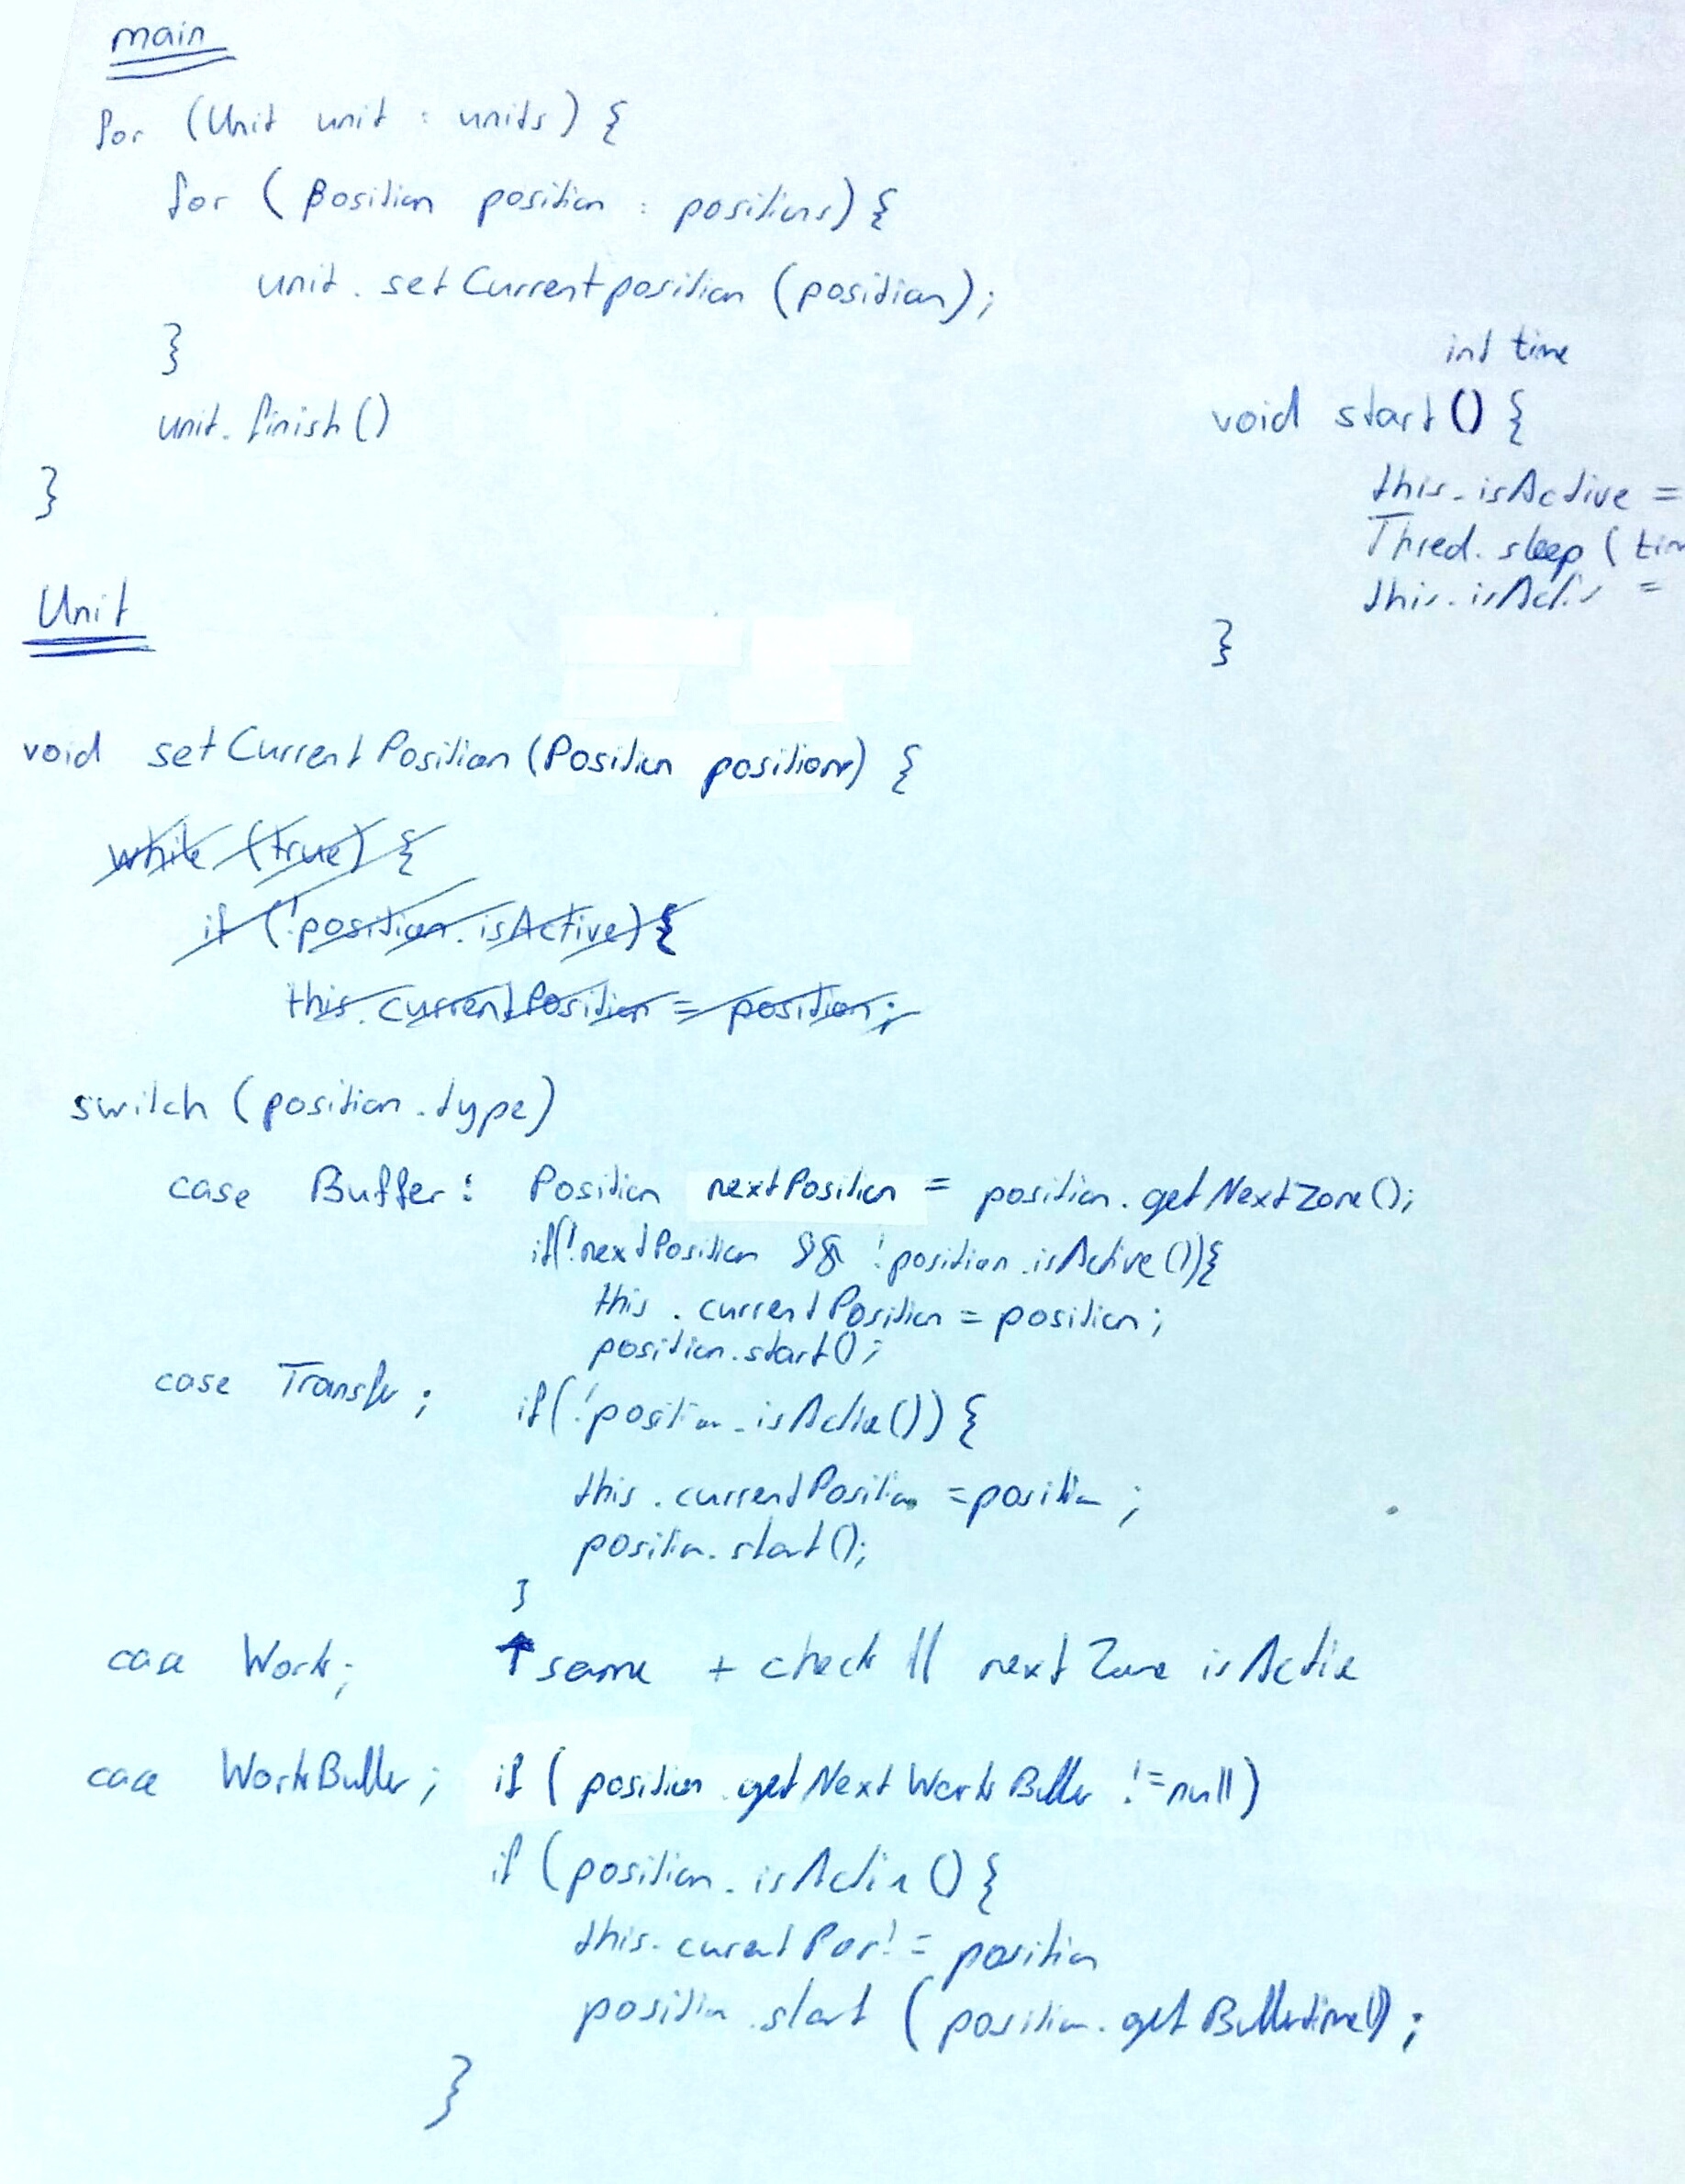 main
for (Unit unit : units) {
for (Position position : positions) {
unit. setCurrentposition (position);
}
unit. finish()
}
int time
void start () {
this. isActive =
Thred. sleep (tim
this. isActiv =
}
Unit
void setCurrentPosition (Position position) {
while (true) {
if (!position. isActive) {
this. currentPosition = position;
switch (position. type)
case Buffer: Position nextPosition = position. getNextZone();
if(!nextPosition && !position. isActive()){
this . currentPosition = position;
position. start();
case Transfer; if(!position. isActive()) {
this. currentPosition = position;
position. start();
}
case Work; ↑ same + check || nextZone isActive
case WorkBuffer; if ( position. getNextWorkBuffer != null)
if (position. isActive () {
this. curentPos! = position
position. start ( position. getBuffertime());
}